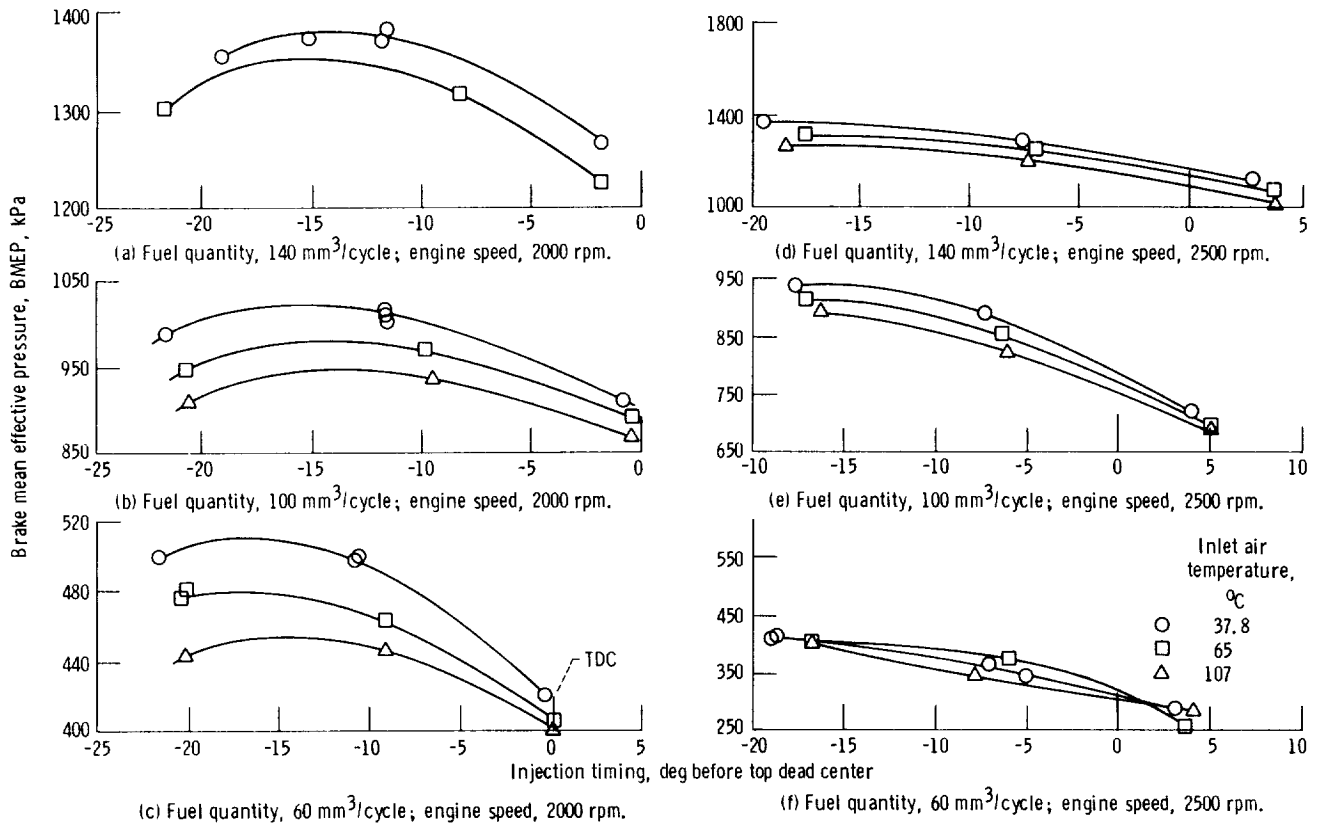 Brake mean effective pressure, BMEP, kPa
1400
1300
1200
-25 -20 -15 -10 -5 0
(a) Fuel quantity, 140 mm³/cycle; engine speed, 2000 rpm.
1050
950
850
-25 -20 -15 -10 -5 0
(b) Fuel quantity, 100 mm³/cycle; engine speed, 2000 rpm.
520
480
440
400
TDC
-25 -20 -15 -10 -5 0 5
(c) Fuel quantity, 60 mm³/cycle; engine speed, 2000 rpm.
1800
1400
1000
-20 -15 -10 -5 0 5
(d) Fuel quantity, 140 mm³/cycle; engine speed, 2500 rpm.
950
850
750
650
-20 -15 -10 -5 0 5 10
(e) Fuel quantity, 100 mm³/cycle; engine speed, 2500 rpm.
550
450
350
250
Inlet air
temperature,
⁰C
37.8
65
107
-20 -15 -10 -5 0 5 10
Injection timing, deg before top dead center
(f) Fuel quantity, 60 mm³/cycle; engine speed, 2500 rpm.